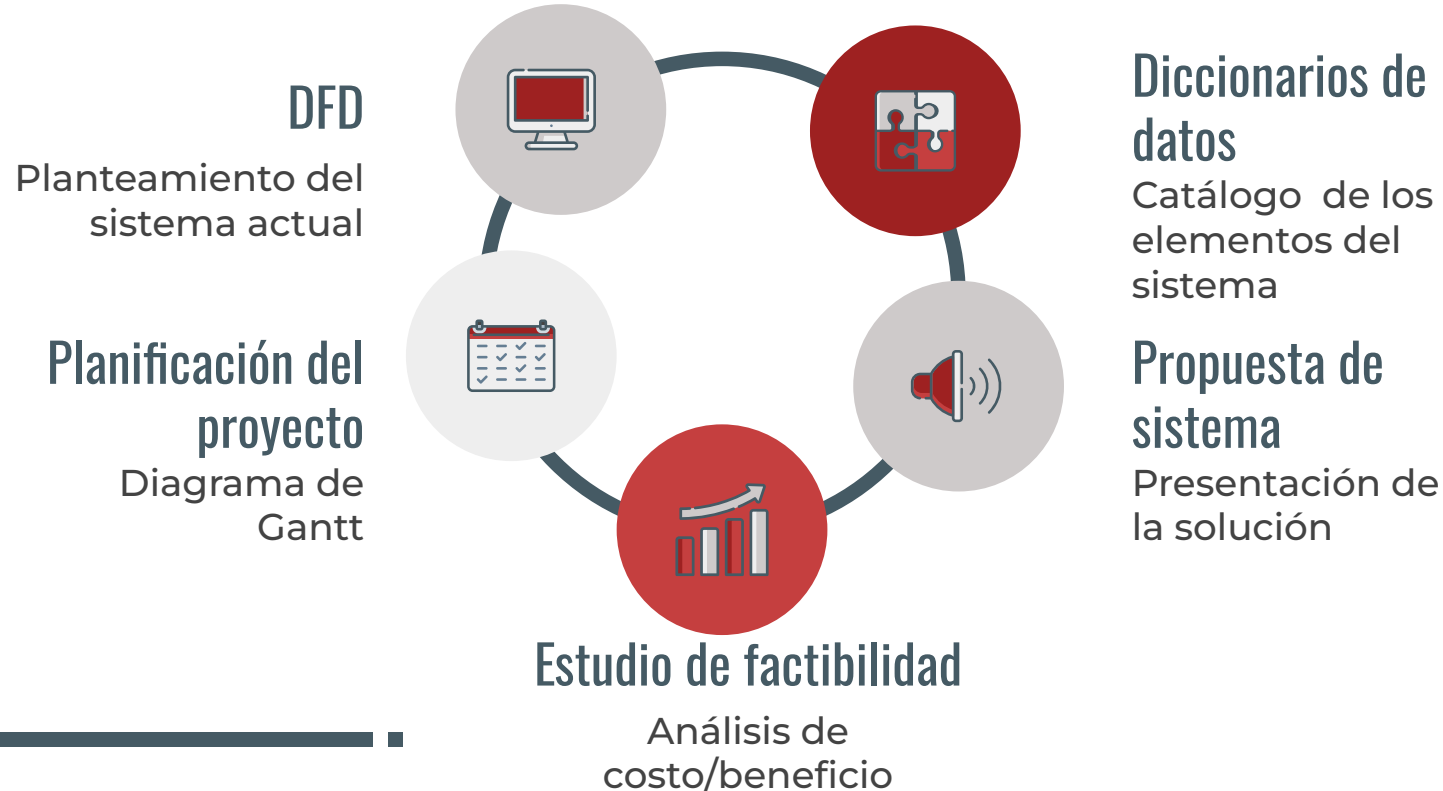 DFD
Planteamiento del
sistema actual
Diccionarios de
datos
Catálogo  de los
elementos del
sistema
Planificación del
proyecto
Diagrama de
Gantt
Propuesta de
sistema
Presentación de
la solución
Estudio de factibilidad
Análisis de
costo/beneficio